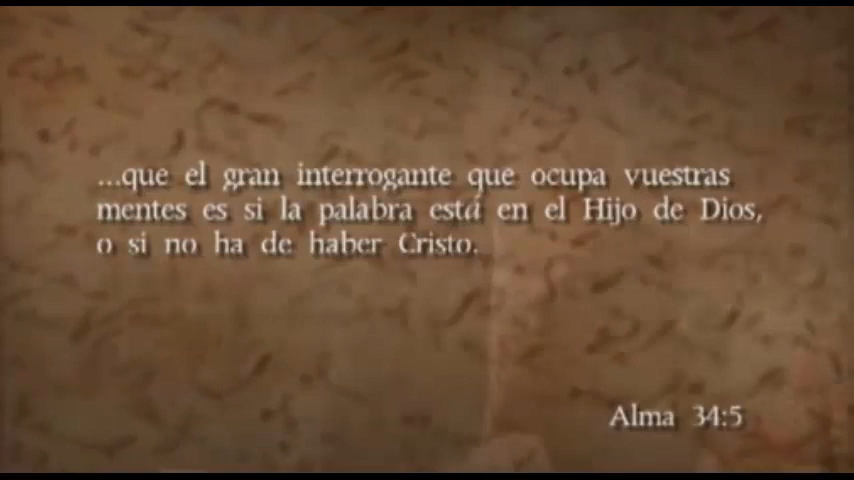 ...que el gran interrogante que ocupa vuestras
mentes es si la palabra está en el Hijo de Dios,
o si no ha de haber Cristo.
Alma 34:5